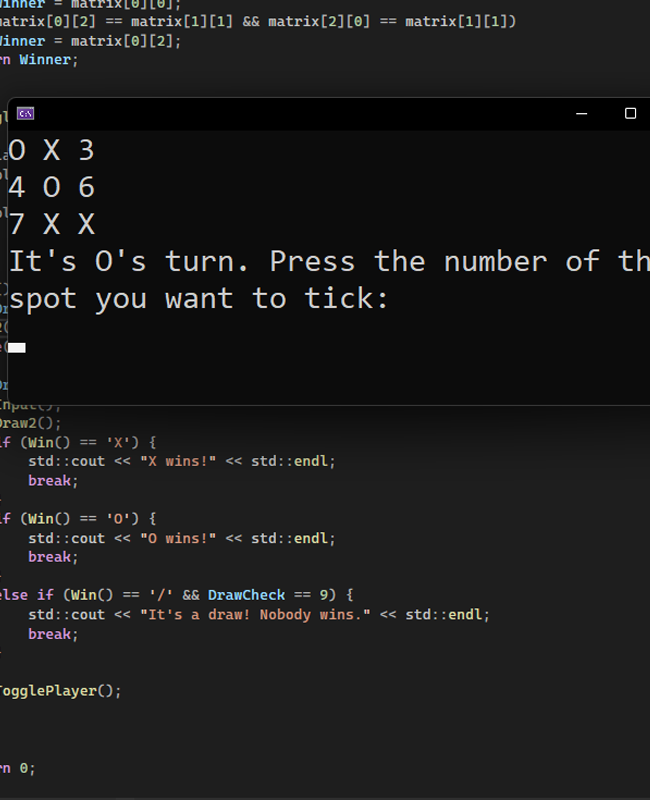 Winner = matrix[0][0];
matrix[0][2] == matrix[1][1] && matrix[2][0] == matrix[1][1])
Winner = matrix[0][2];
rn Winner;
C:\
O X 3
4 O 6
7 X X
It's O's turn. Press the number of th
spot you want to tick:
Input();
Draw2();
if (Win() == 'X') {
std::cout << "X wins!" << std::endl;
break;
if (Win() == 'O') {
std::cout << "O wins!" << std::endl;
break;
else if (Win() == '/' && DrawCheck == 9) {
std::cout << "It's a draw! Nobody wins." << std::endl;
break;
TogglePlayer();
rn 0;